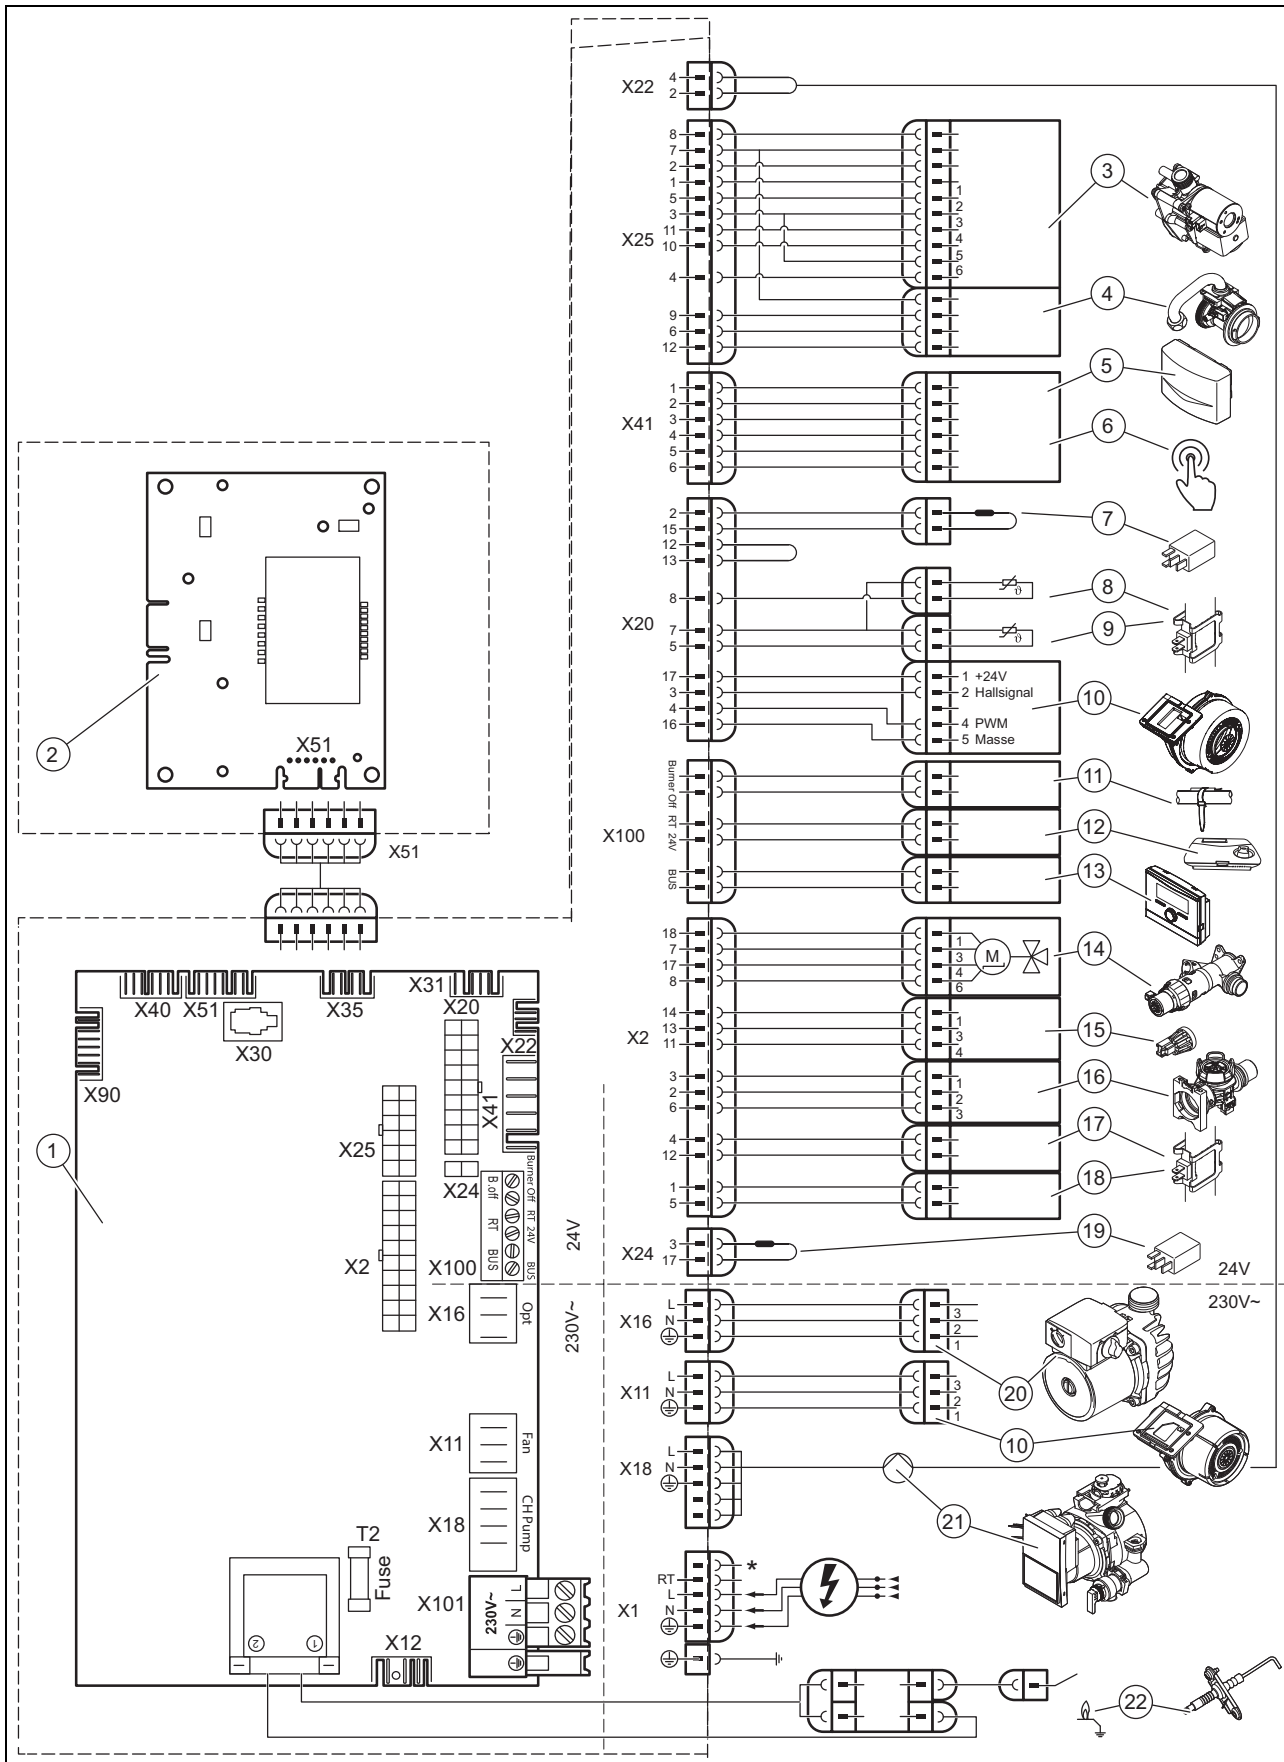 X22
4
2
X25
8
7
2
1
5
3
11
10
4
9
6
12
1
2
3
4
5
6
3
4
X41
1
2
3
4
5
6
5
6
X20
2
15
12
13
8
7
5
17
3
4
16
ϑ
ϑ
1 +24V
2 Hallsignal
4 PWM
5 Masse
7
8
9
10
X51
2
X51
X100
Burner Off
RT 24V
BUS
11
12
13
X2
18
7
17
8
14
13
11
3
2
6
4
12
1
5
1
3
4
6
M
1
3
4
1
2
3
14
15
16
17
18
X24
3
17
19
24V
230V~
X16
L
N
3
2
1
20
X11
L
N
3
2
1
10
X18
L
N
21
X1
*
RT
L
N
22
X40
X51
X30
X35
X31
X20
X22
X90
X41
1
X25
X24
X2
X100
B.off
RT
BUS
Burner Off
RT 24V
BUS
24V
230V~
X16
Opt
X11
Fan
X18
CH Pump
T2
Fuse
X101
230V~
L
N
X12
2
1